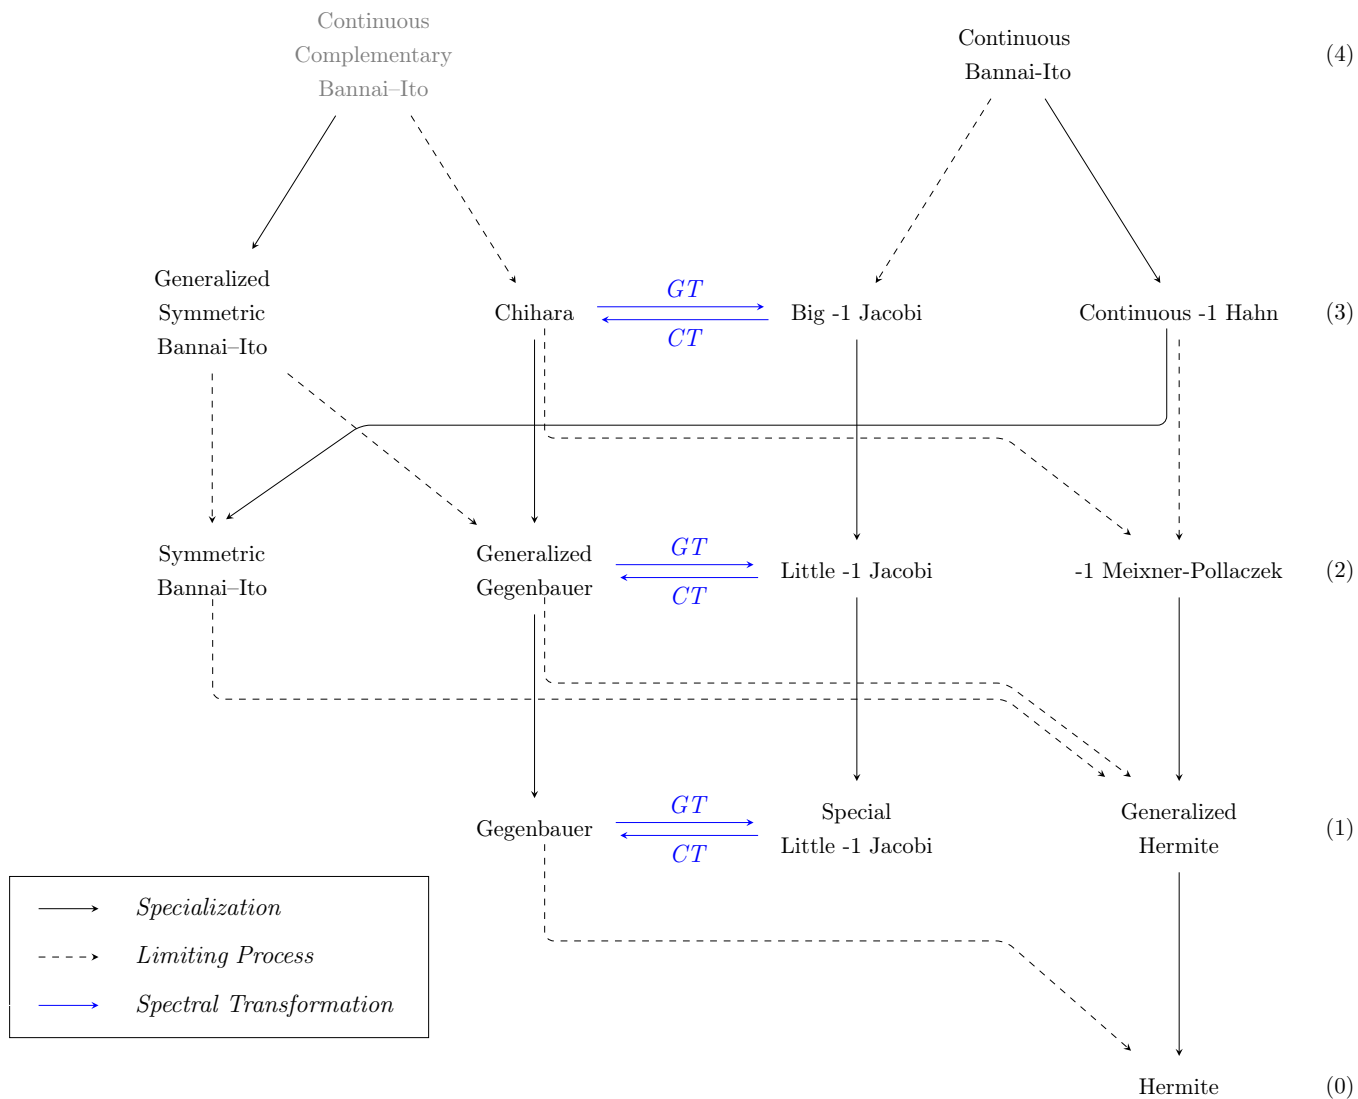 Continuous
Complementary
Bannai–Ito
Continuous
Bannai-Ito
(4)
Generalized
Symmetric
Bannai–Ito
Chihara
GT
CT
Big -1 Jacobi
Continuous -1 Hahn
(3)
Symmetric
Bannai–Ito
Generalized
Gegenbauer
GT
CT
Little -1 Jacobi
-1 Meixner-Pollaczek
(2)
Gegenbauer
GT
CT
Special
Little -1 Jacobi
Generalized
Hermite
(1)
Specialization
Limiting Process
Spectral Transformation
Hermite
(0)